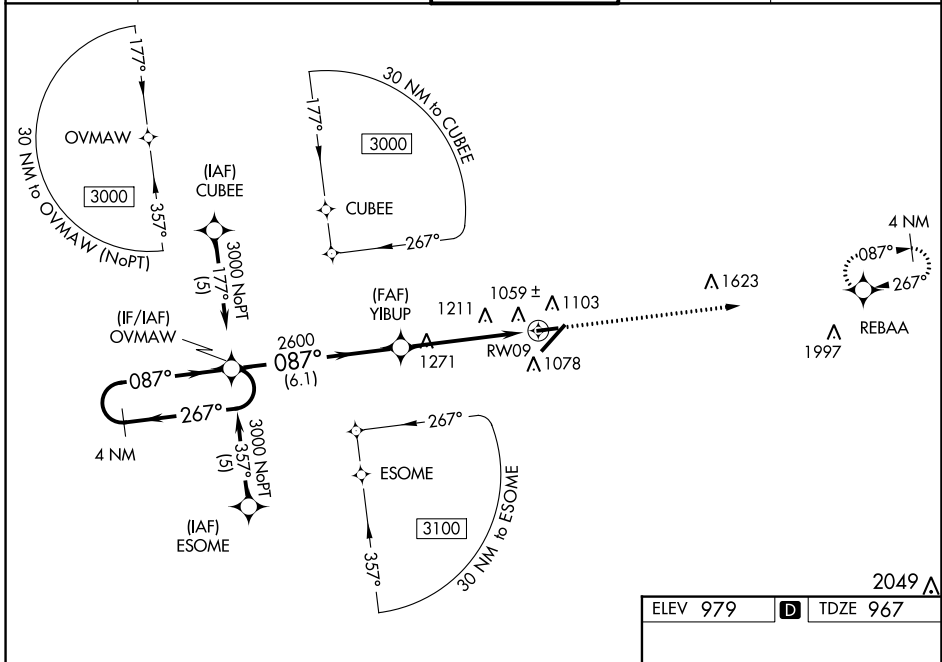 177°
OVMAW
3000
357°
30 NM to OVMAW (NoPT)
(IAF)
CUBEE
3000 NoPT
177°
(5)
177°
30 NM to CUBEE
3000
CUBEE
267°
4 NM
087°
267°
REBAA
1997
1623
(FAF)
YIBUP
1211
1059 ±
1103
RW09
1271
1078
(IF/IAF)
OVMAW
2600
087°
(6.1)
087°
267°
4 NM
3000 NoPT
357°
(5)
(IAF)
ESOME
267°
ESOME
3100
357°
30 NM to ESOME
2049
ELEV 979 D TDZE 967